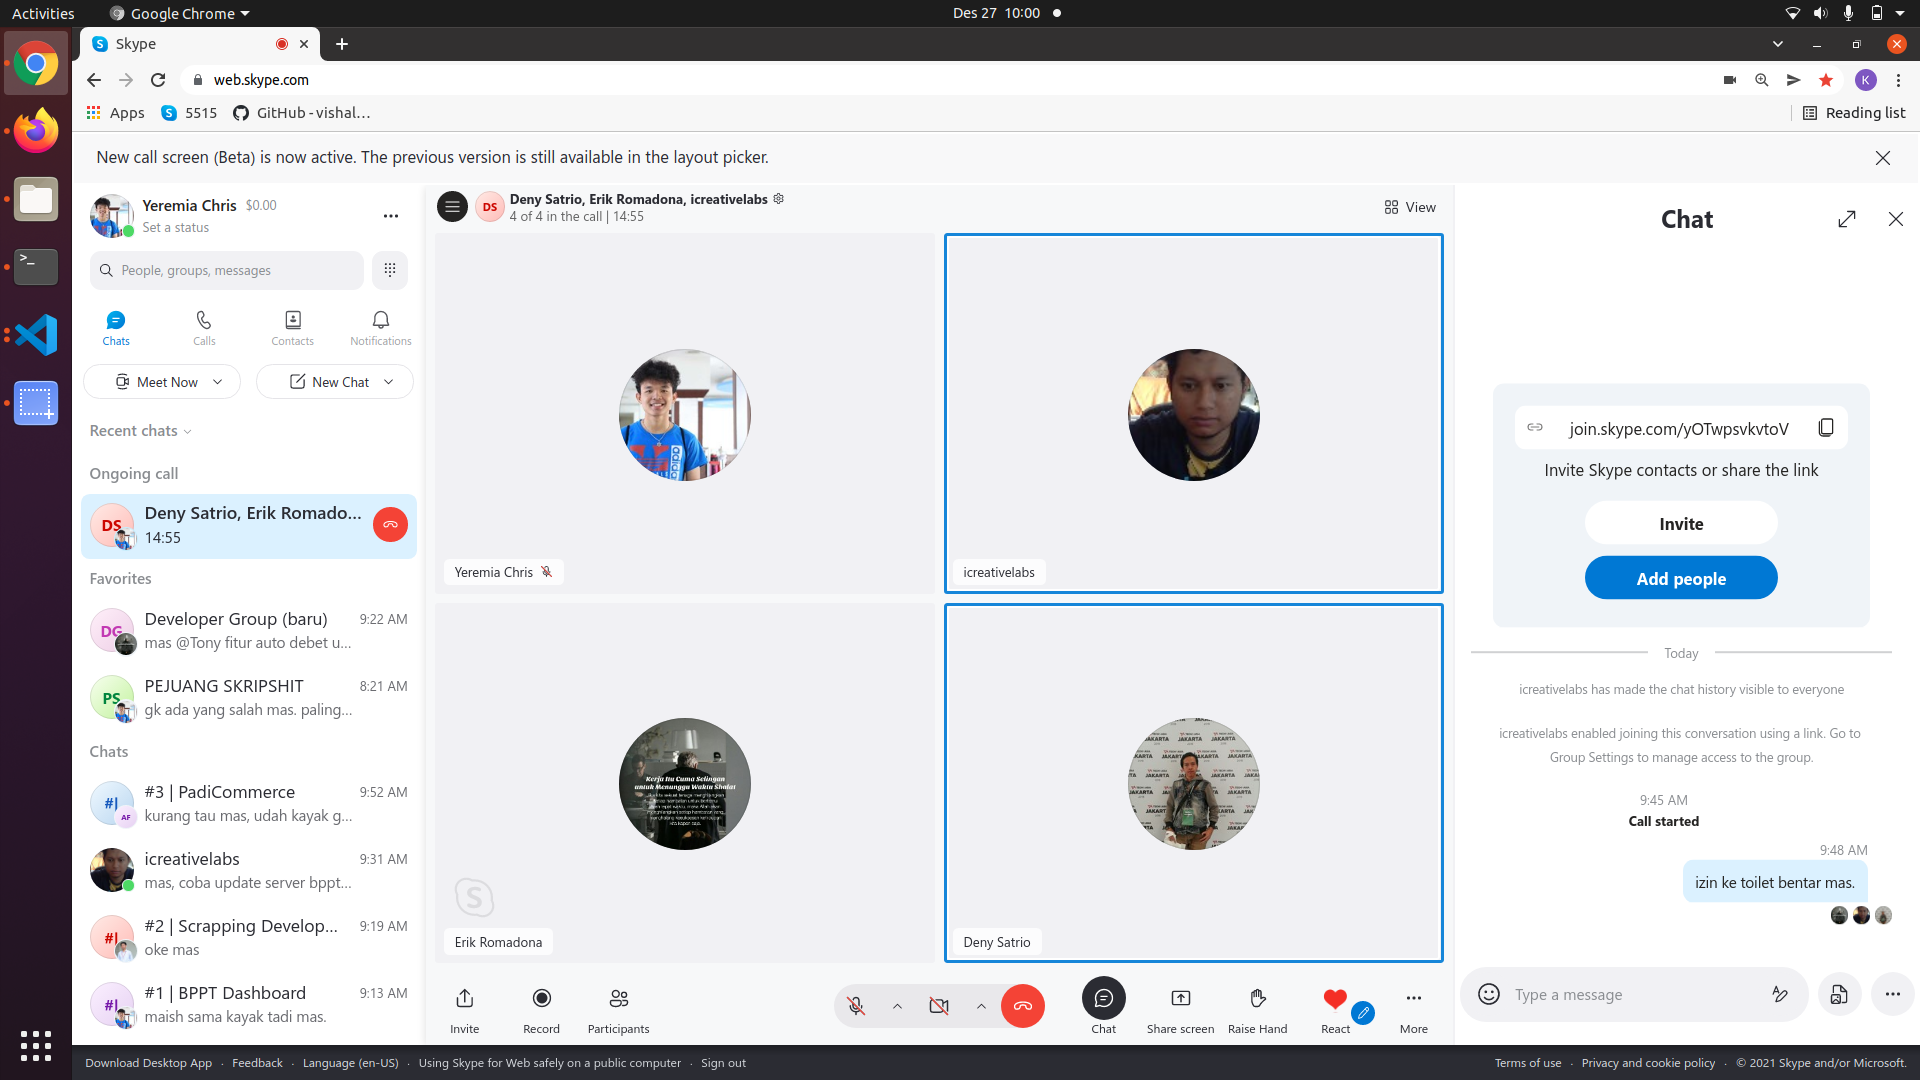 Activities
Google Chrome
Des 27 10:00
Skype
web.skype.com
K
Apps
5515
GitHub - vishal...
Reading list
New call screen (Beta) is now active. The previous version is still available in the layout picker.
Yeremia Chris $0.00
Set a status
People, groups, messages
Chats
Calls
Contacts
Notifications
Meet Now
New Chat
Recent chats
Ongoing call
DS
Deny Satrio, Erik Romado...
14:55
Favorites
DG
Developer Group (baru) 9:22 AM
mas @Tony fitur auto debet u...
PS
PEJUANG SKRIPSHIT 8:21 AM
gk ada yang salah mas. paling...
Chats
#|
AF
#3 | PadiCommerce 9:52 AM
kurang tau mas, udah kayak g...
icreativelabs 9:31 AM
mas, coba update server bppt...
#|
#2 | Scrapping Develop... 9:19 AM
oke mas
#|
#1 | BPPT Dashboard 9:13 AM
maish sama kayak tadi mas.
DS
Deny Satrio, Erik Romadona, icreativelabs
4 of 4 in the call | 14:55
View
Yeremia Chris
icreativelabs
Kerja Itu Cuma Selingan
untuk Menunggu Waktu Sholat
JAKARTA
Erik Romadona
Deny Satrio
Invite
Record
Participants
Chat
Share screen
Raise Hand
React
More
Chat
join.skype.com/yOTwpsvkvtoV
Invite Skype contacts or share the link
Invite
Add people
Today
icreativelabs has made the chat history visible to everyone
icreativelabs enabled joining this conversation using a link. Go to
Group Settings to manage access to the group.
9:45 AM
Call started
9:48 AM
izin ke toilet bentar mas.
Type a message
Download Desktop App · Feedback · Language (en-US) · Using Skype for Web safely on a public computer · Sign out
Terms of use · Privacy and cookie policy · © 2021 Skype and/or Microsoft.